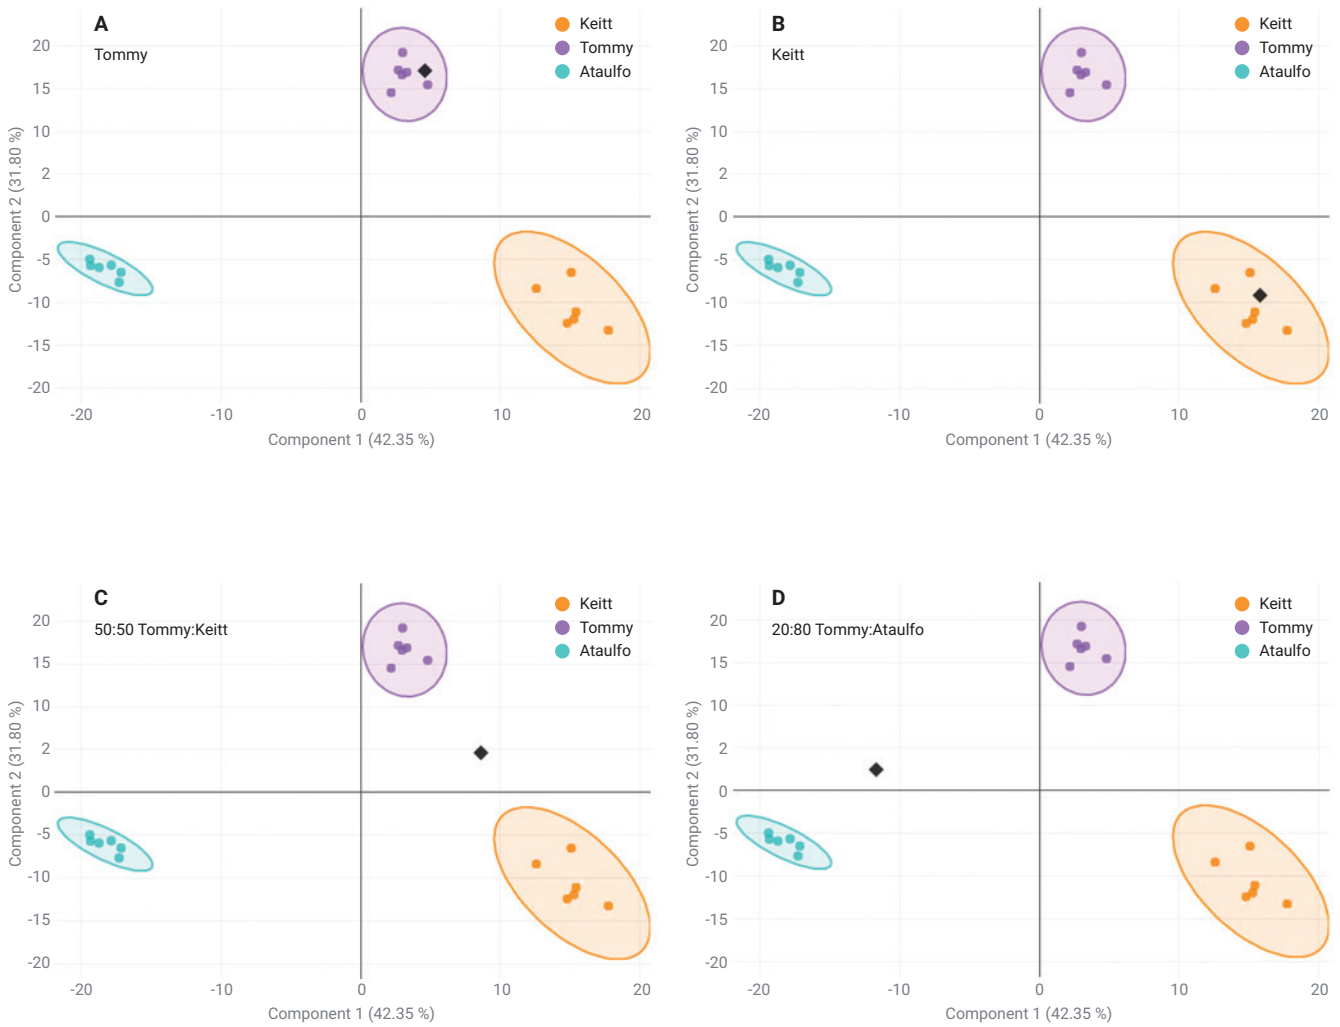 A
Tommy
Keitt
Tommy
Ataulfo
Component 2 (31.80 %)
20
15
10
2
0
-5
-10
-15
-20
-20
-10
0
10
20
Component 1 (42.35 %)
B
Keitt
Keitt
Tommy
Ataulfo
Component 2 (31.80 %)
20
15
10
2
0
-5
-10
-15
-20
-20
-10
0
10
20
Component 1 (42.35 %)
C
50:50 Tommy:Keitt
Keitt
Tommy
Ataulfo
Component 2 (31.80 %)
20
15
10
2
0
-5
-10
-15
-20
-20
-10
0
10
20
Component 1 (42.35 %)
D
20:80 Tommy:Ataulfo
Keitt
Tommy
Ataulfo
Component 2 (31.80 %)
20
15
10
2
0
-5
-10
-15
-20
-20
-10
0
10
20
Component 1 (42.35 %)